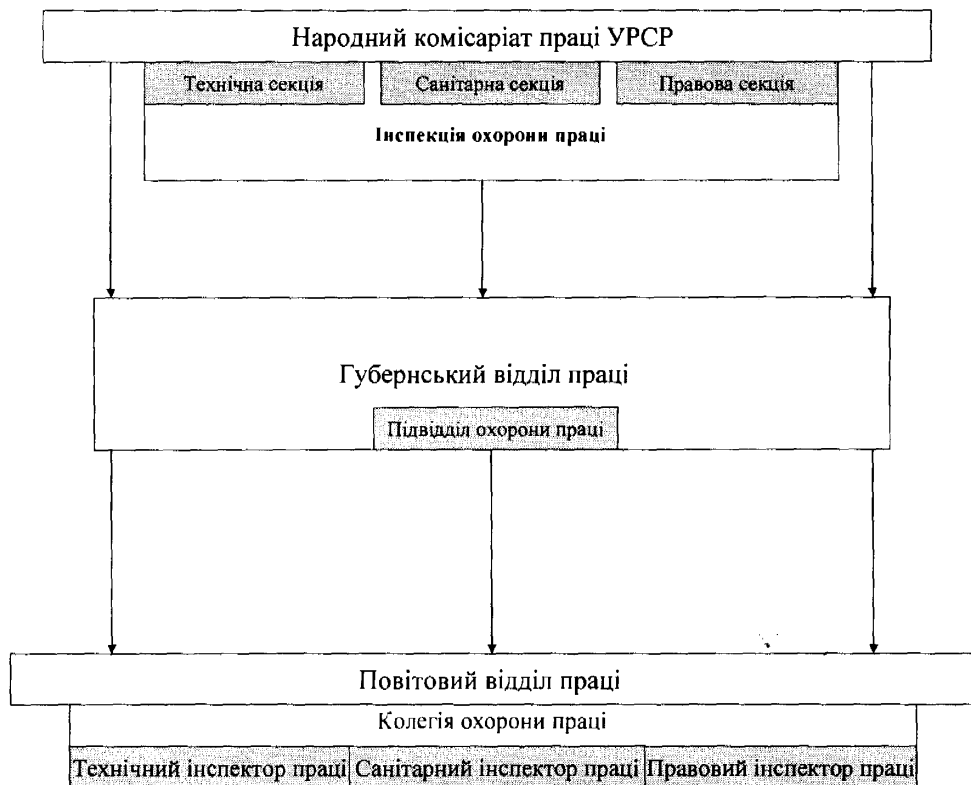 Народний комісаріат праці УРСР
Технічна секція
Санітарна секція
Правова секція
Інспекція охорони праці
Губернський відділ праці
Підвідділ охорони праці
Повітовий відділ праці
Колегія охорони праці
Технічний інспектор праці
Санітарний інспектор праці
Правовий інспектор праці